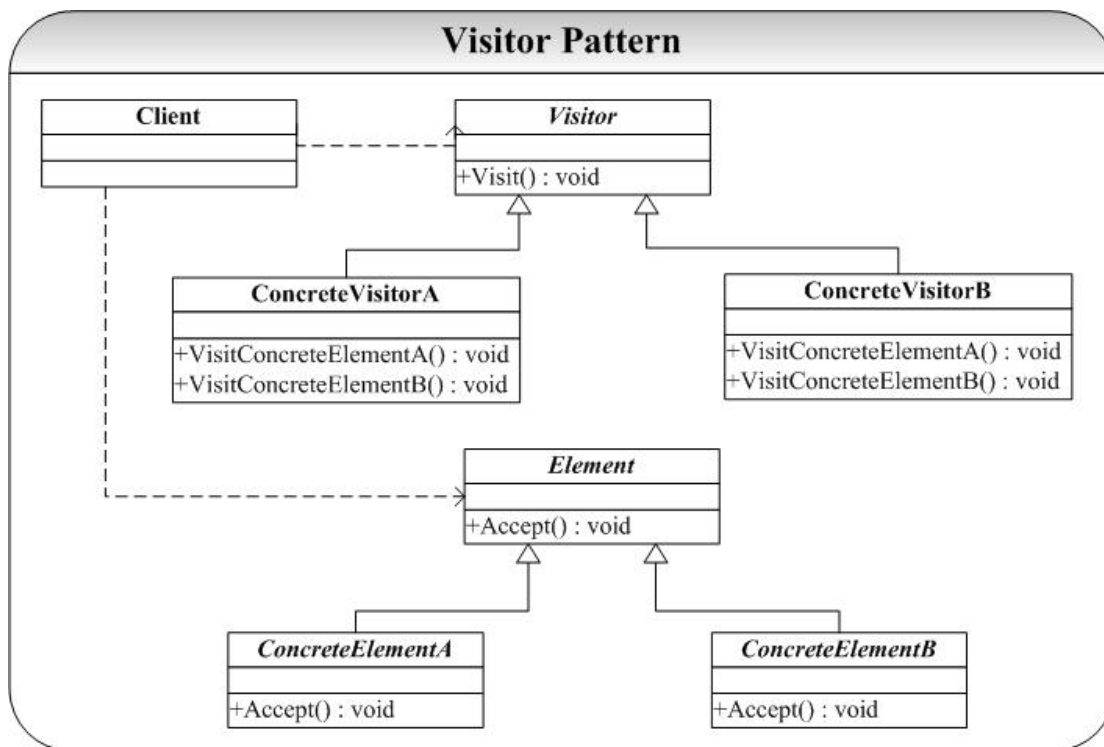 Visitor Pattern
Client
Visitor
+Visit() : void
ConcreteVisitorA
+VisitConcreteElementA() : void
+VisitConcreteElementB() : void
ConcreteVisitorB
+VisitConcreteElementA() : void
+VisitConcreteElementB() : void
Element
+Accept() : void
ConcreteElementA
+Accept() : void
ConcreteElementB
+Accept() : void